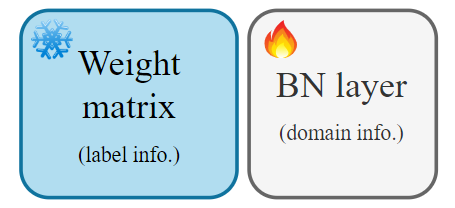 Weight
matrix
(label info.)
BN layer
(domain info.)